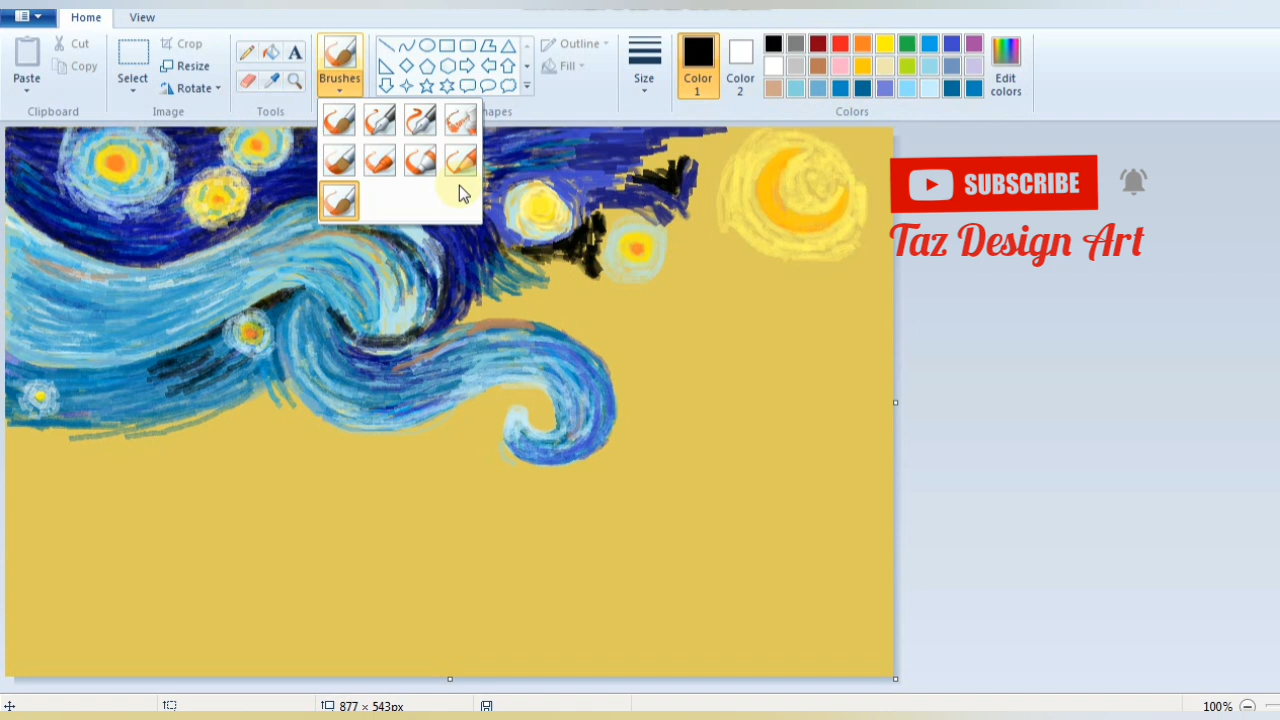 Home View
Paste
Cut
Copy
Clipboard
Select
Crop
Resize
Rotate
Image
A
Tools
Brushes
Outline
Fill
hapes
Size
Color
1
Color
2
Edit
colors
Colors
SUBSCRIBE
Taz Design Art
877 × 543px
100%